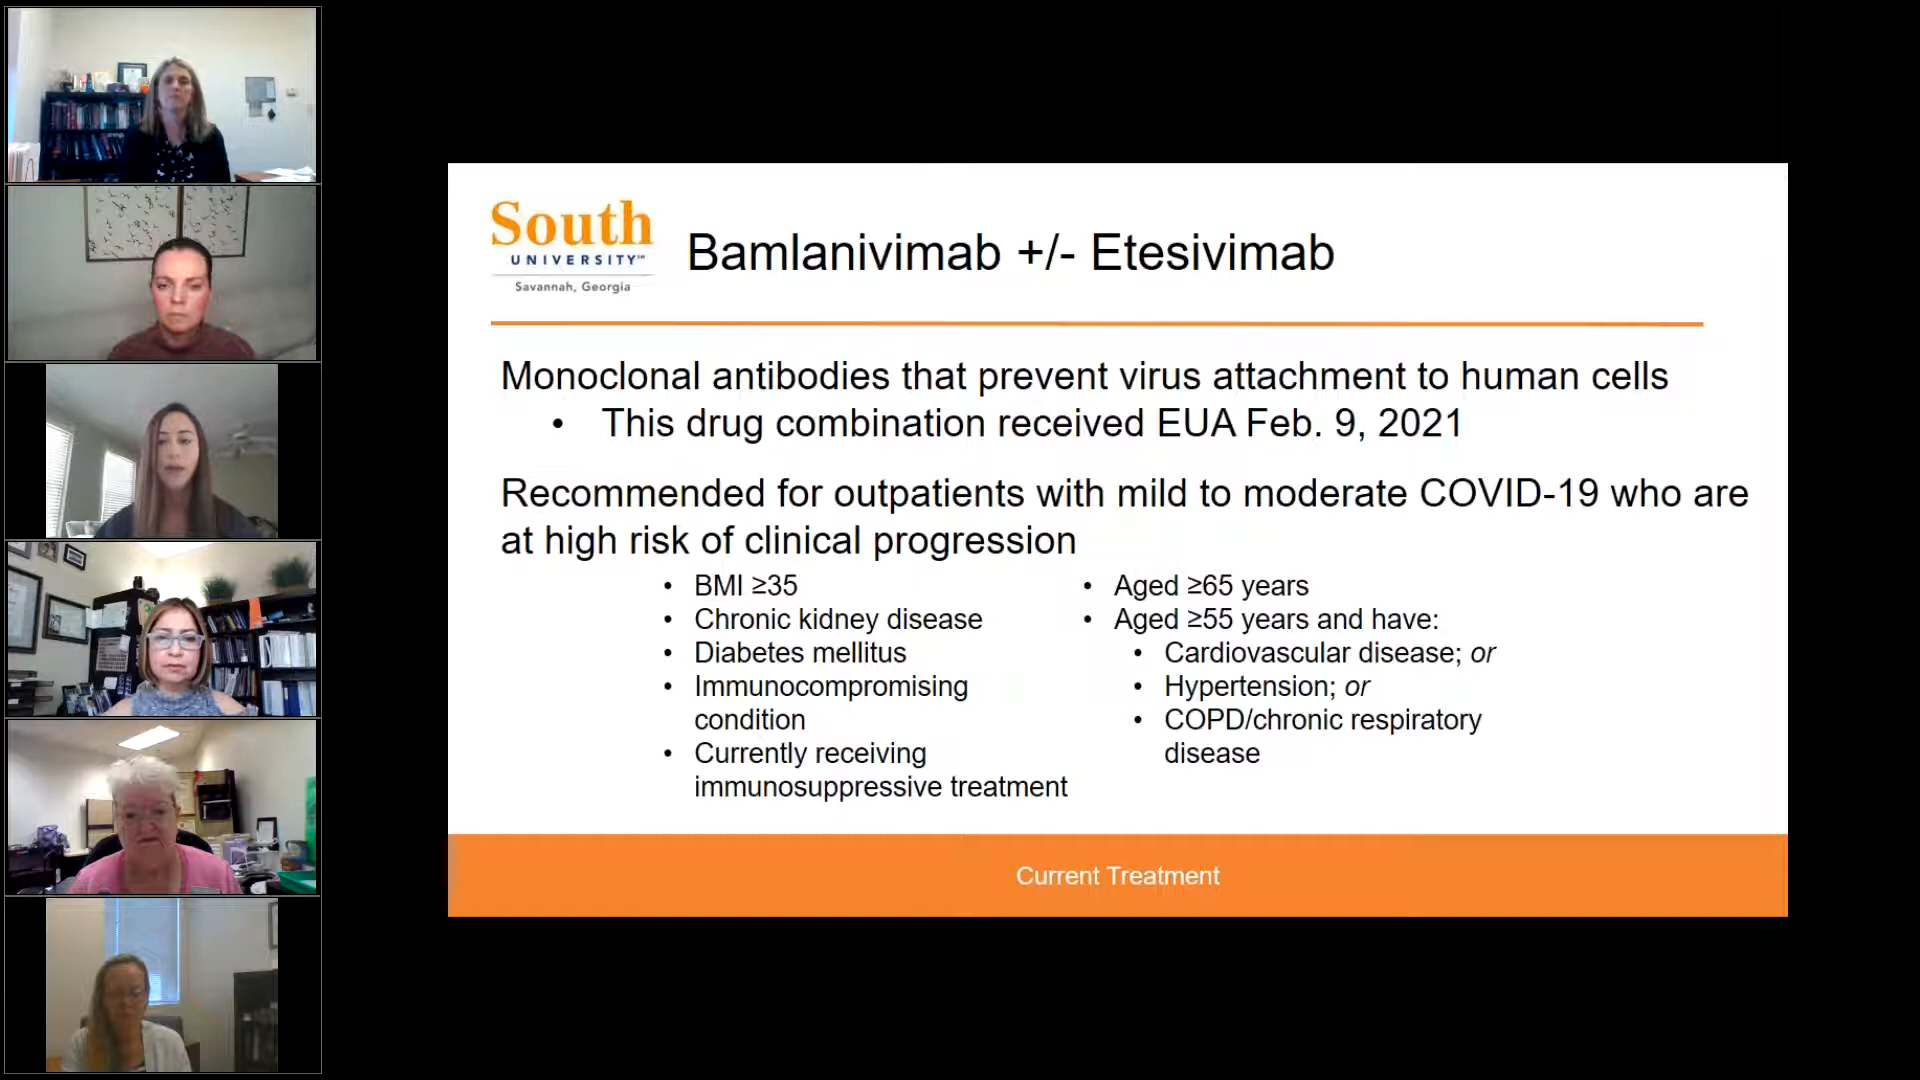 South
UNIVERSITY℠
Savannah, Georgia
Bamlanivimab +/- Etesivimab
Monoclonal antibodies that prevent virus attachment to human cells
• This drug combination received EUA Feb. 9, 2021
Recommended for outpatients with mild to moderate COVID-19 who are
at high risk of clinical progression
• BMI ≥35
• Chronic kidney disease
• Diabetes mellitus
• Immunocompromising
condition
• Currently receiving
immunosuppressive treatment
• Aged ≥65 years
• Aged ≥55 years and have:
• Cardiovascular disease; or
• Hypertension; or
• COPD/chronic respiratory
disease
Current Treatment